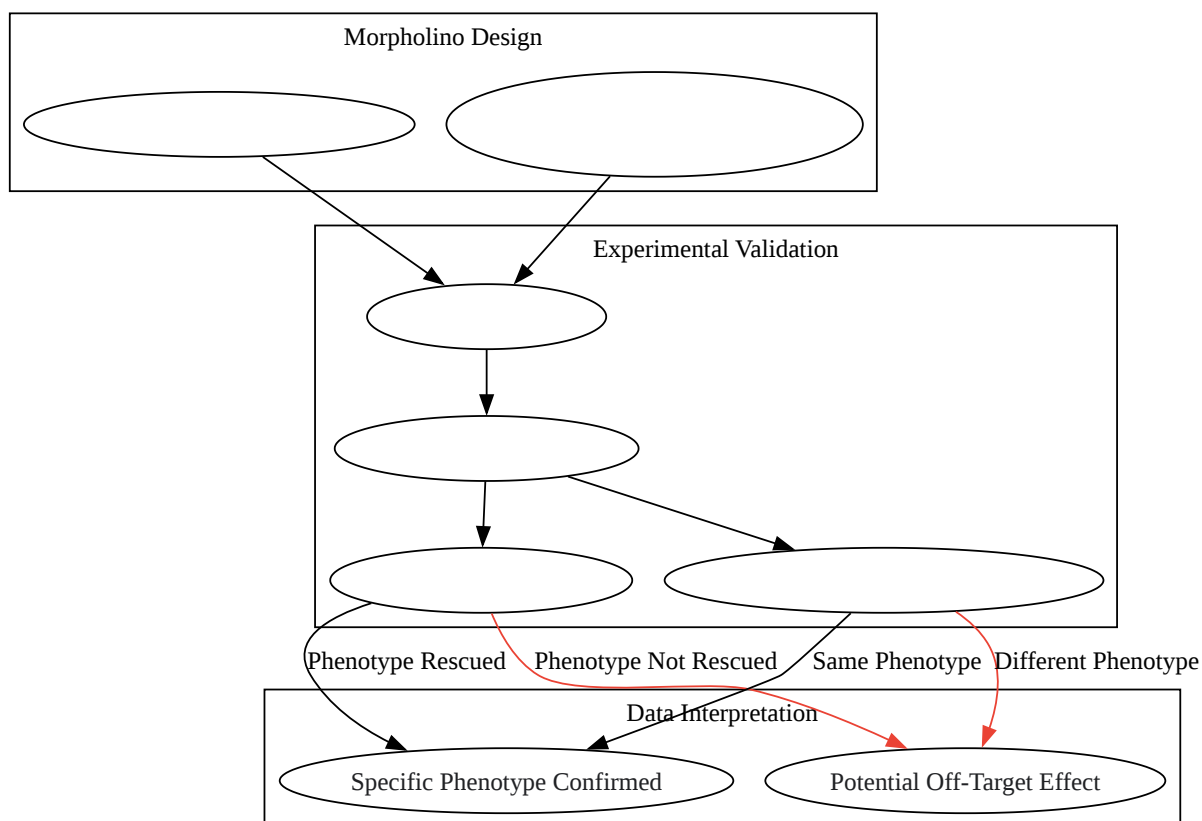 Morpholino Design
Experimental Validation
Phenotype Rescued
Phenotype Not Rescued
Same Phenotype
Different Phenotype
Data Interpretation
Specific Phenotype Confirmed
Potential Off-Target Effect